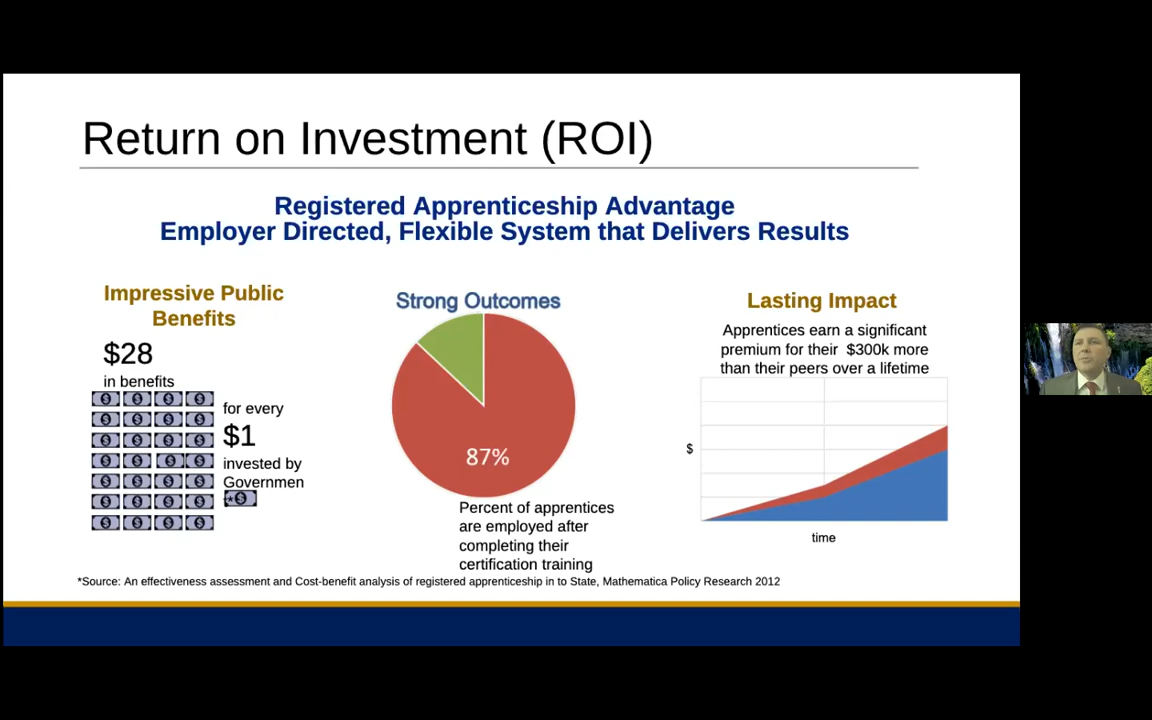 Return on Investment (ROI)
Registered Apprenticeship Advantage
Employer Directed, Flexible System that Delivers Results
Impressive Public
Benefits
$28
in benefits
for every
$1
invested by
Governmen
Strong Outcomes
87%
Percent of apprentices
are employed after
completing their
certification training
Lasting Impact
Apprentices earn a significant
premium for their $300k more
than their peers over a lifetime
$
time
*Source: An effectiveness assessment and Cost-benefit analysis of registered apprenticeship in to State, Mathematica Policy Research 2012